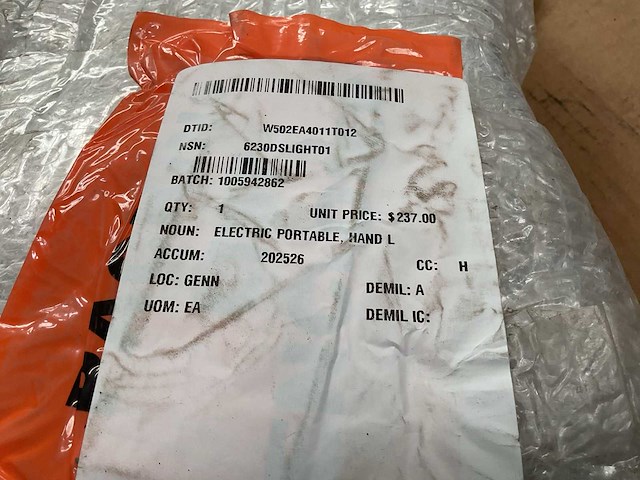 DTID: W502EA4011T012
NSN: 6230DSLIGHT01
BATCH: 1005942862
QTY: 1 UNIT PRICE: $237.00
NOUN: ELECTRIC PORTABLE, HAND L
ACCUM: 202526
CC: H
LOC: GENN
DEMIL: A
UOM: EA
DEMIL IC: